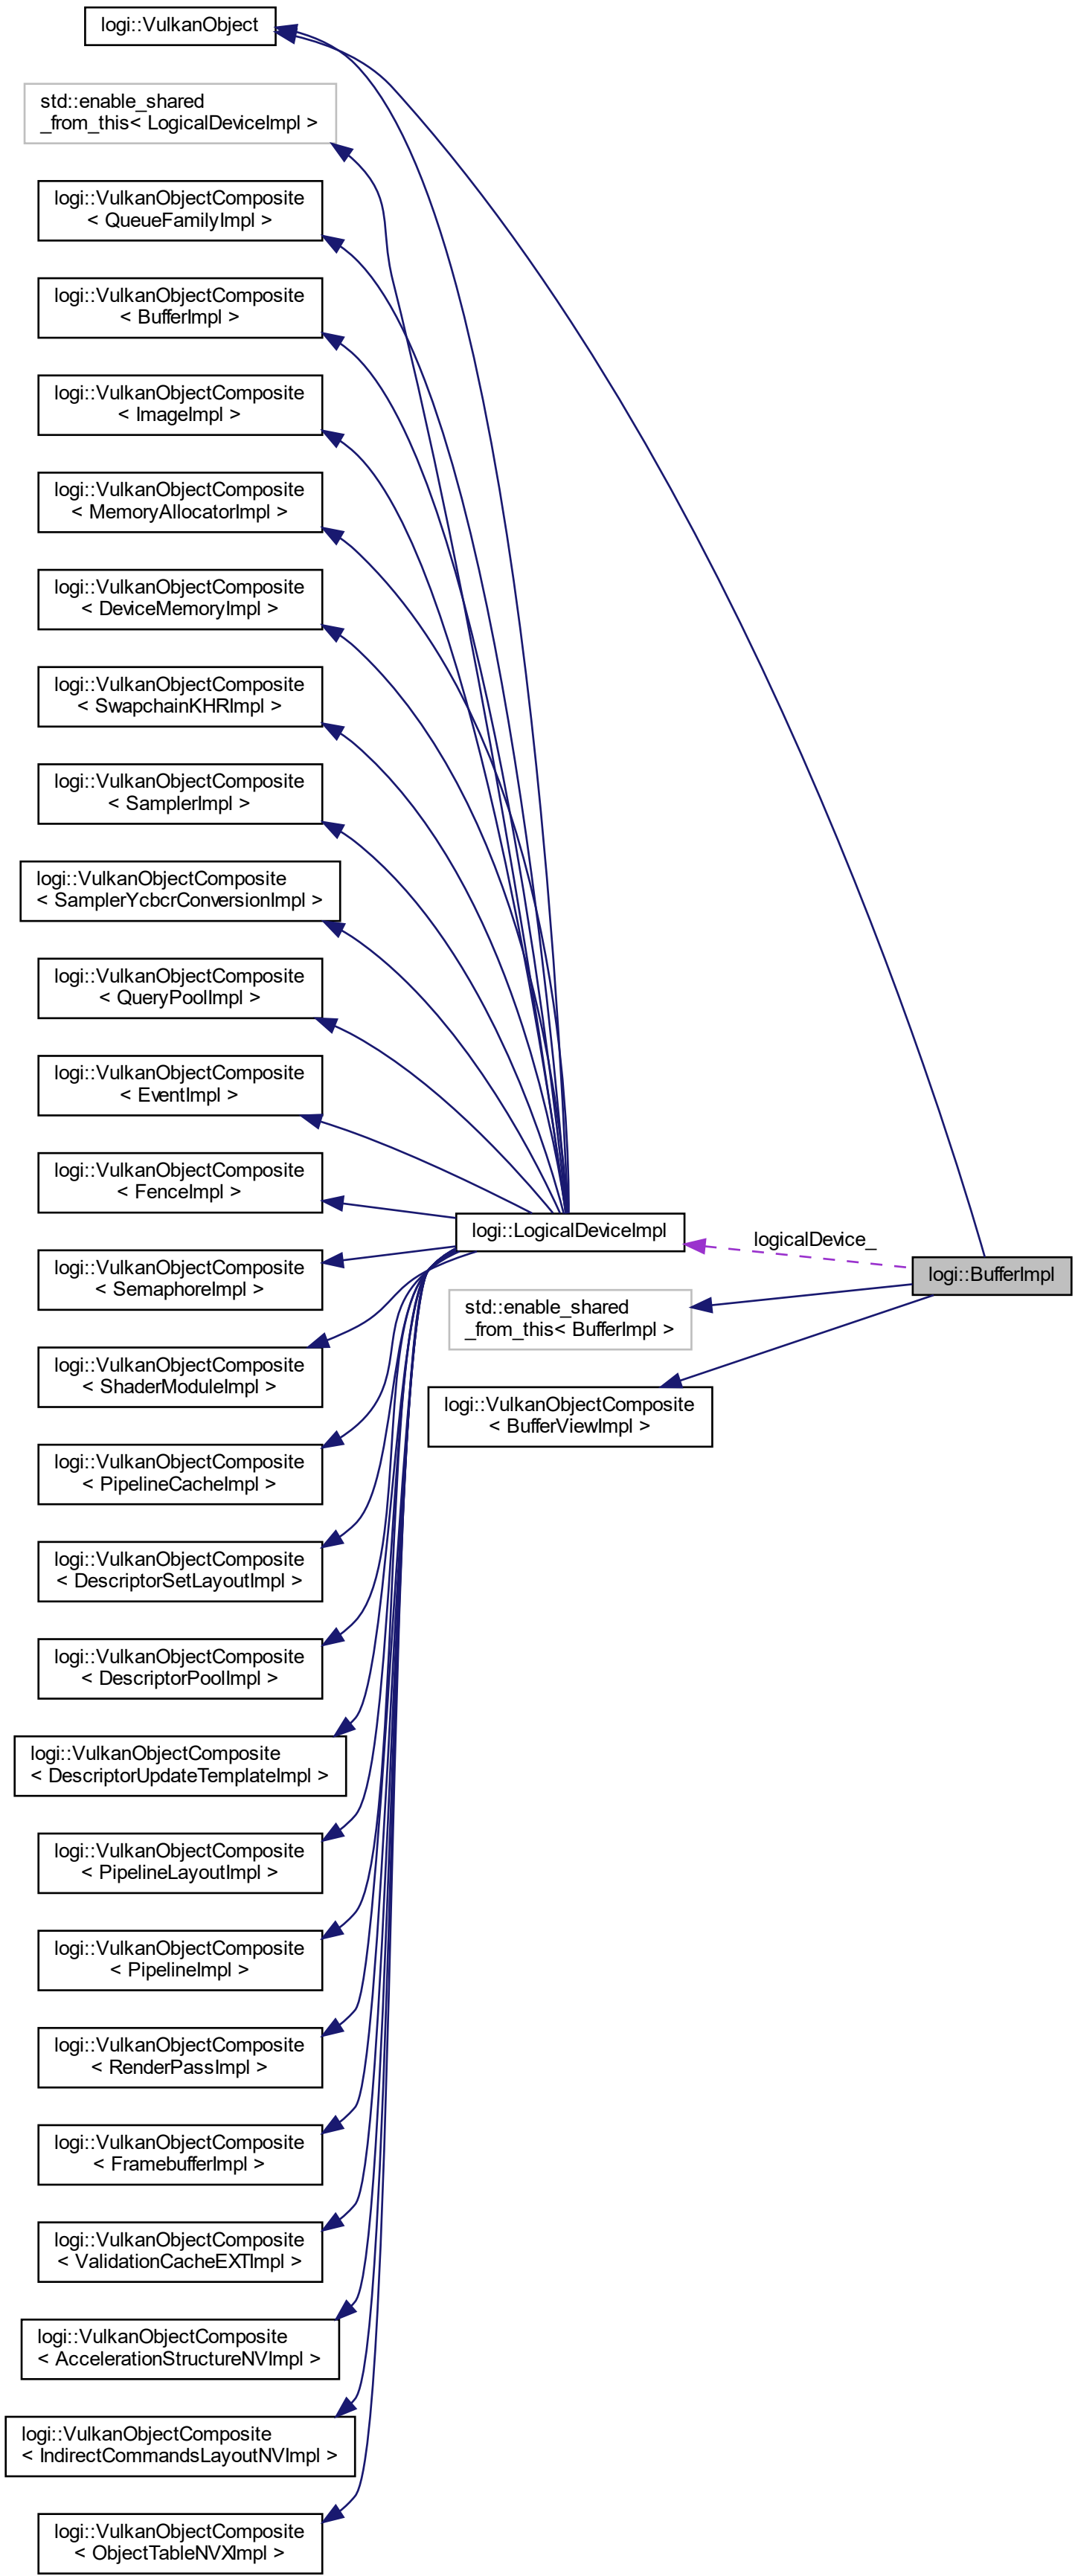 logi::VulkanObject
std::enable_shared
_from_this< LogicalDeviceImpl >
logi::VulkanObjectComposite
< QueueFamilyImpl >
logi::VulkanObjectComposite
< BufferImpl >
logi::VulkanObjectComposite
< ImageImpl >
logi::VulkanObjectComposite
< MemoryAllocatorImpl >
logi::VulkanObjectComposite
< DeviceMemoryImpl >
logi::VulkanObjectComposite
< SwapchainKHRImpl >
logi::VulkanObjectComposite
< SamplerImpl >
logi::VulkanObjectComposite
< SamplerYcbcrConversionImpl >
logi::VulkanObjectComposite
< QueryPoolImpl >
logi::VulkanObjectComposite
< EventImpl >
logi::VulkanObjectComposite
< FenceImpl >
logi::VulkanObjectComposite
< SemaphoreImpl >
logi::VulkanObjectComposite
< ShaderModuleImpl >
logi::VulkanObjectComposite
< PipelineCacheImpl >
logi::VulkanObjectComposite
< DescriptorSetLayoutImpl >
logi::VulkanObjectComposite
< DescriptorPoolImpl >
logi::VulkanObjectComposite
< DescriptorUpdateTemplateImpl >
logi::VulkanObjectComposite
< PipelineLayoutImpl >
logi::VulkanObjectComposite
< PipelineImpl >
logi::VulkanObjectComposite
< RenderPassImpl >
logi::VulkanObjectComposite
< FramebufferImpl >
logi::VulkanObjectComposite
< ValidationCacheEXTImpl >
logi::VulkanObjectComposite
< AccelerationStructureNVImpl >
logi::VulkanObjectComposite
< IndirectCommandsLayoutNVImpl >
logi::VulkanObjectComposite
< ObjectTableNVXImpl >
logi::LogicalDeviceImpl
std::enable_shared
_from_this< BufferImpl >
logi::VulkanObjectComposite
< BufferViewImpl >
logicalDevice_
logi::BufferImpl